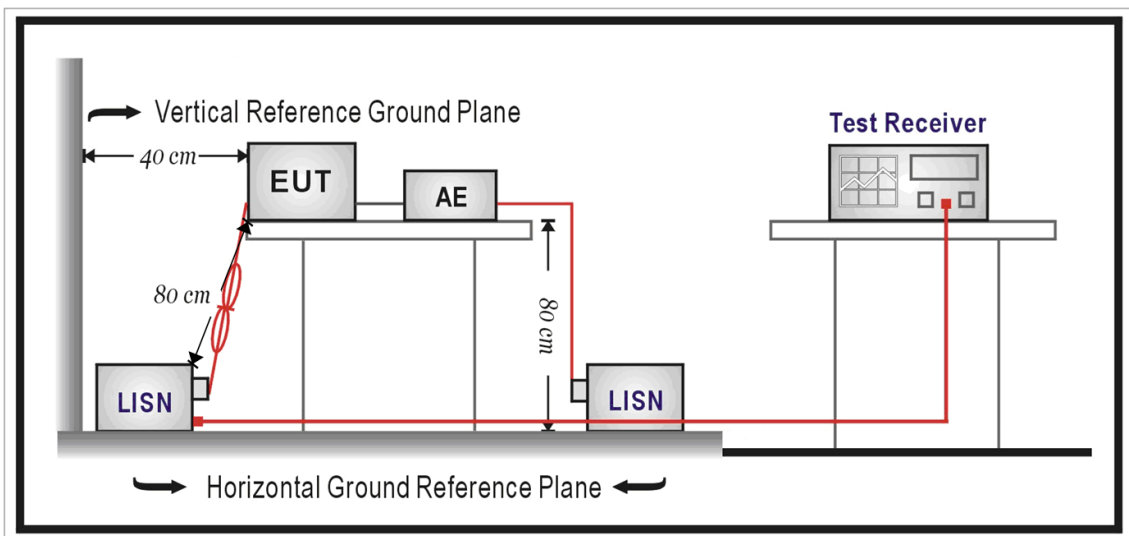 Vertical Reference Ground Plane
Test Receiver
40 cm
EUT
AE
80 cm
80 cm
LISN
LISN
Horizontal Ground Reference Plane